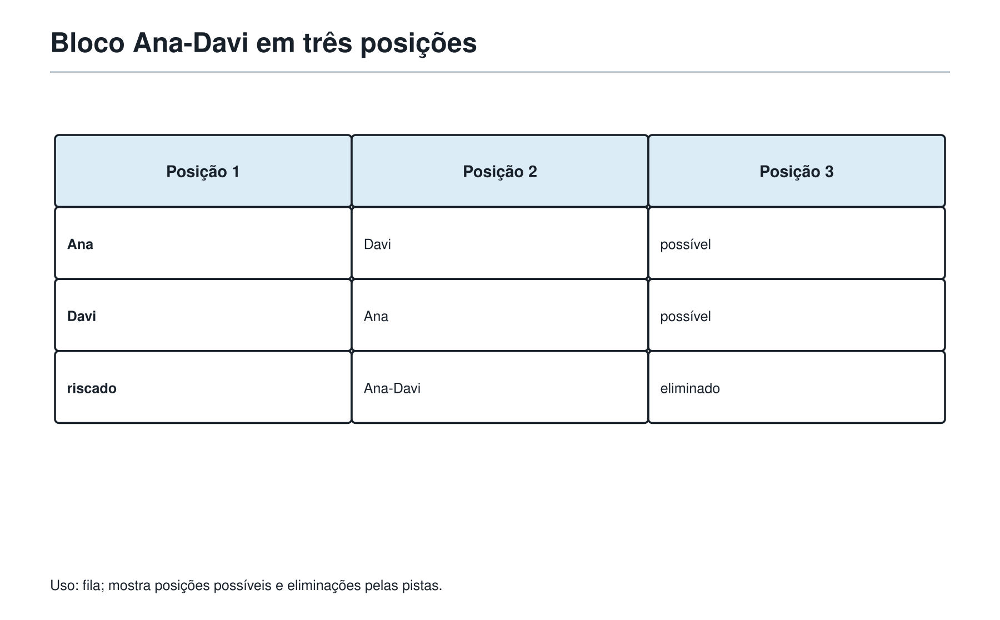 Bloco Ana-Davi em três posições
Posição 1 Posição 2 Posição 3
Ana Davi possível
Davi Ana possível
riscado Ana-Davi eliminado
Uso: fila; mostra posições possíveis e eliminações pelas pistas.